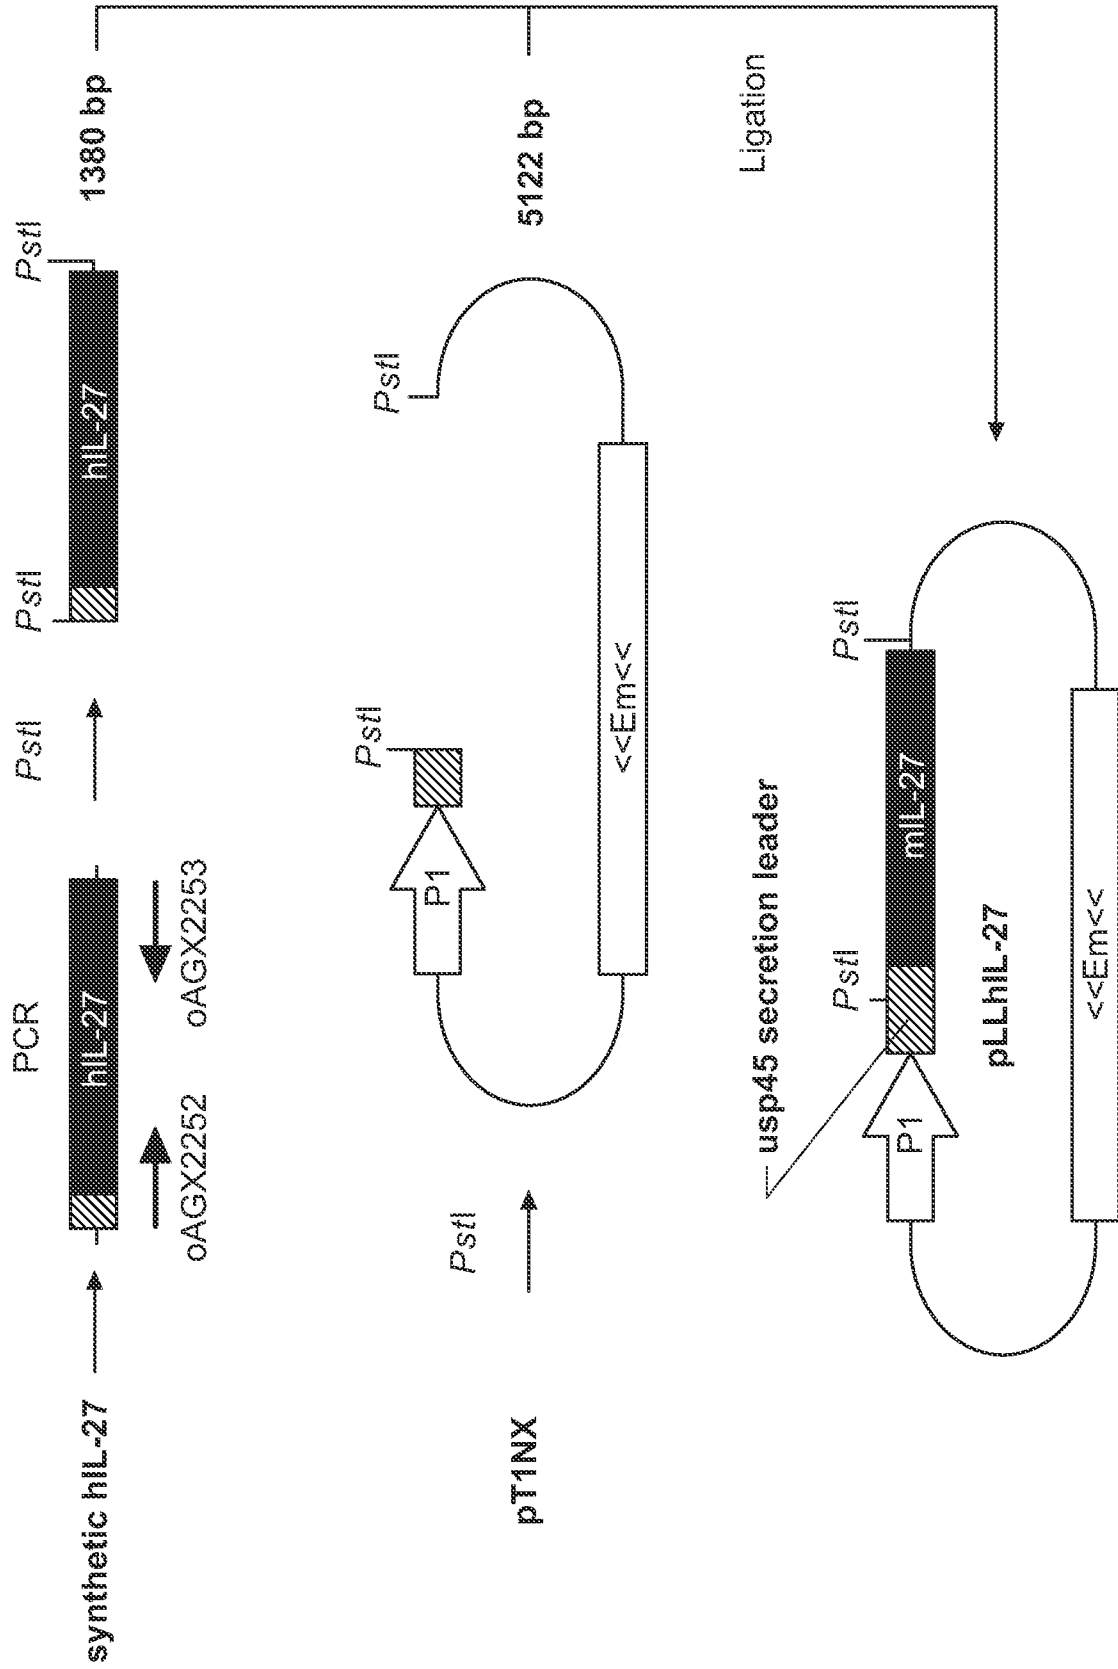 synthetic hIL-27
PCR
hIL-27
oAGX2252
oAGX2253
PstI
PstI
hIL-27
PstI
1380 bp
pT1NX
PstI
P1
PstI
PstI
<<Em<<
5122 bp
Ligation
usp45 secretion leader
P1
PstI
mIL-27
PstI
pLLhIL-27
<<Em<<